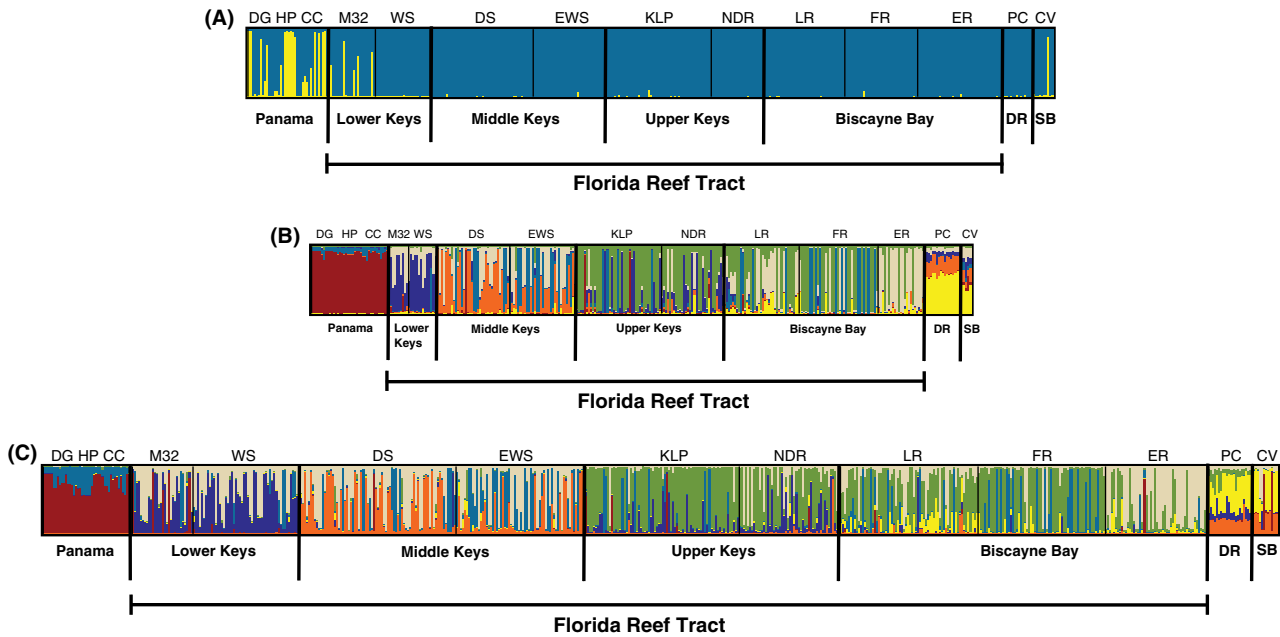 (A)
DG HP CC M32 WS DS EWS KLP NDR LR FR ER PC CV
Panama Lower Keys Middle Keys Upper Keys Biscayne Bay DR SB
Florida Reef Tract
(B)
DG HP CC M32 WS DS EWS KLP NDR LR FR ER PC CV
Panama Lower Middle Keys Upper Keys Biscayne Bay DR SB
Keys
Florida Reef Tract
(C)
DG HP CC M32 WS DS EWS KLP NDR LR FR ER PC CV
Panama Lower Keys Middle Keys Upper Keys Biscayne Bay DR SB
Florida Reef Tract